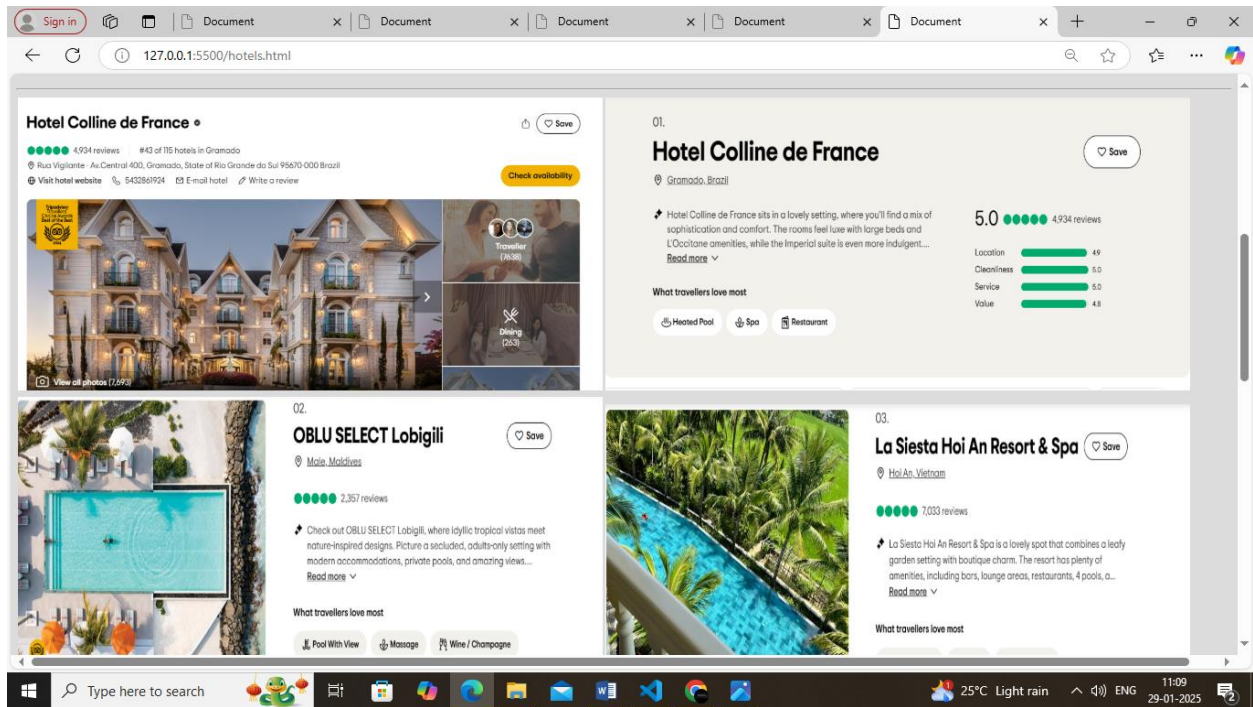 Sign in
Document
Document
Document
Document
Document
127.0.0.1:5500/hotels.html
Hotel Colline de France
Save
4,934 reviews #43 of 115 hotels in Gramado
Rua Vigilante - Av.Central 400, Gramado, State of Rio Grande do Sul 95670-000 Brazil
Visit hotel website 5432861924 E-mail hotel Write a review
Check availability
Traveller
(7638)
Dining
(263)
View all photos (7,693)
01.
Hotel Colline de France
Save
Gramado, Brazil
Hotel Colline de France sits in a lovely setting, where you'll find a mix of
sophistication and comfort. The rooms feel luxe with large beds and
L'Occitane amenities, while the Imperial suite is even more indulgent....
Read more
5.0 4,934 reviews
Location 4.9
Cleanliness 5.0
Service 5.0
Value 4.8
What travellers love most
Heated Pool Spa Restaurant
02.
OBLU SELECT Lobigili
Save
Male, Maldives
2,357 reviews
Check out OBLU SELECT Lobigili, where idyllic tropical vistas meet
nature-inspired designs. Picture a secluded, adults-only setting with
modern accommodations, private pools, and amazing views....
Read more
What travellers love most
Pool With View Massage Wine / Champagne
03.
La Siesta Hoi An Resort & Spa
Save
Hoi An, Vietnam
7,033 reviews
La Siesta Hoi An Resort & Spa is a lovely spot that combines a leafy
garden setting with boutique charm. The resort has plenty of
amenities, including bars, lounge areas, restaurants, 4 pools, a...
Read more
What travellers love most
Type here to search
25°C Light rain
ENG
11:09
29-01-2025
2